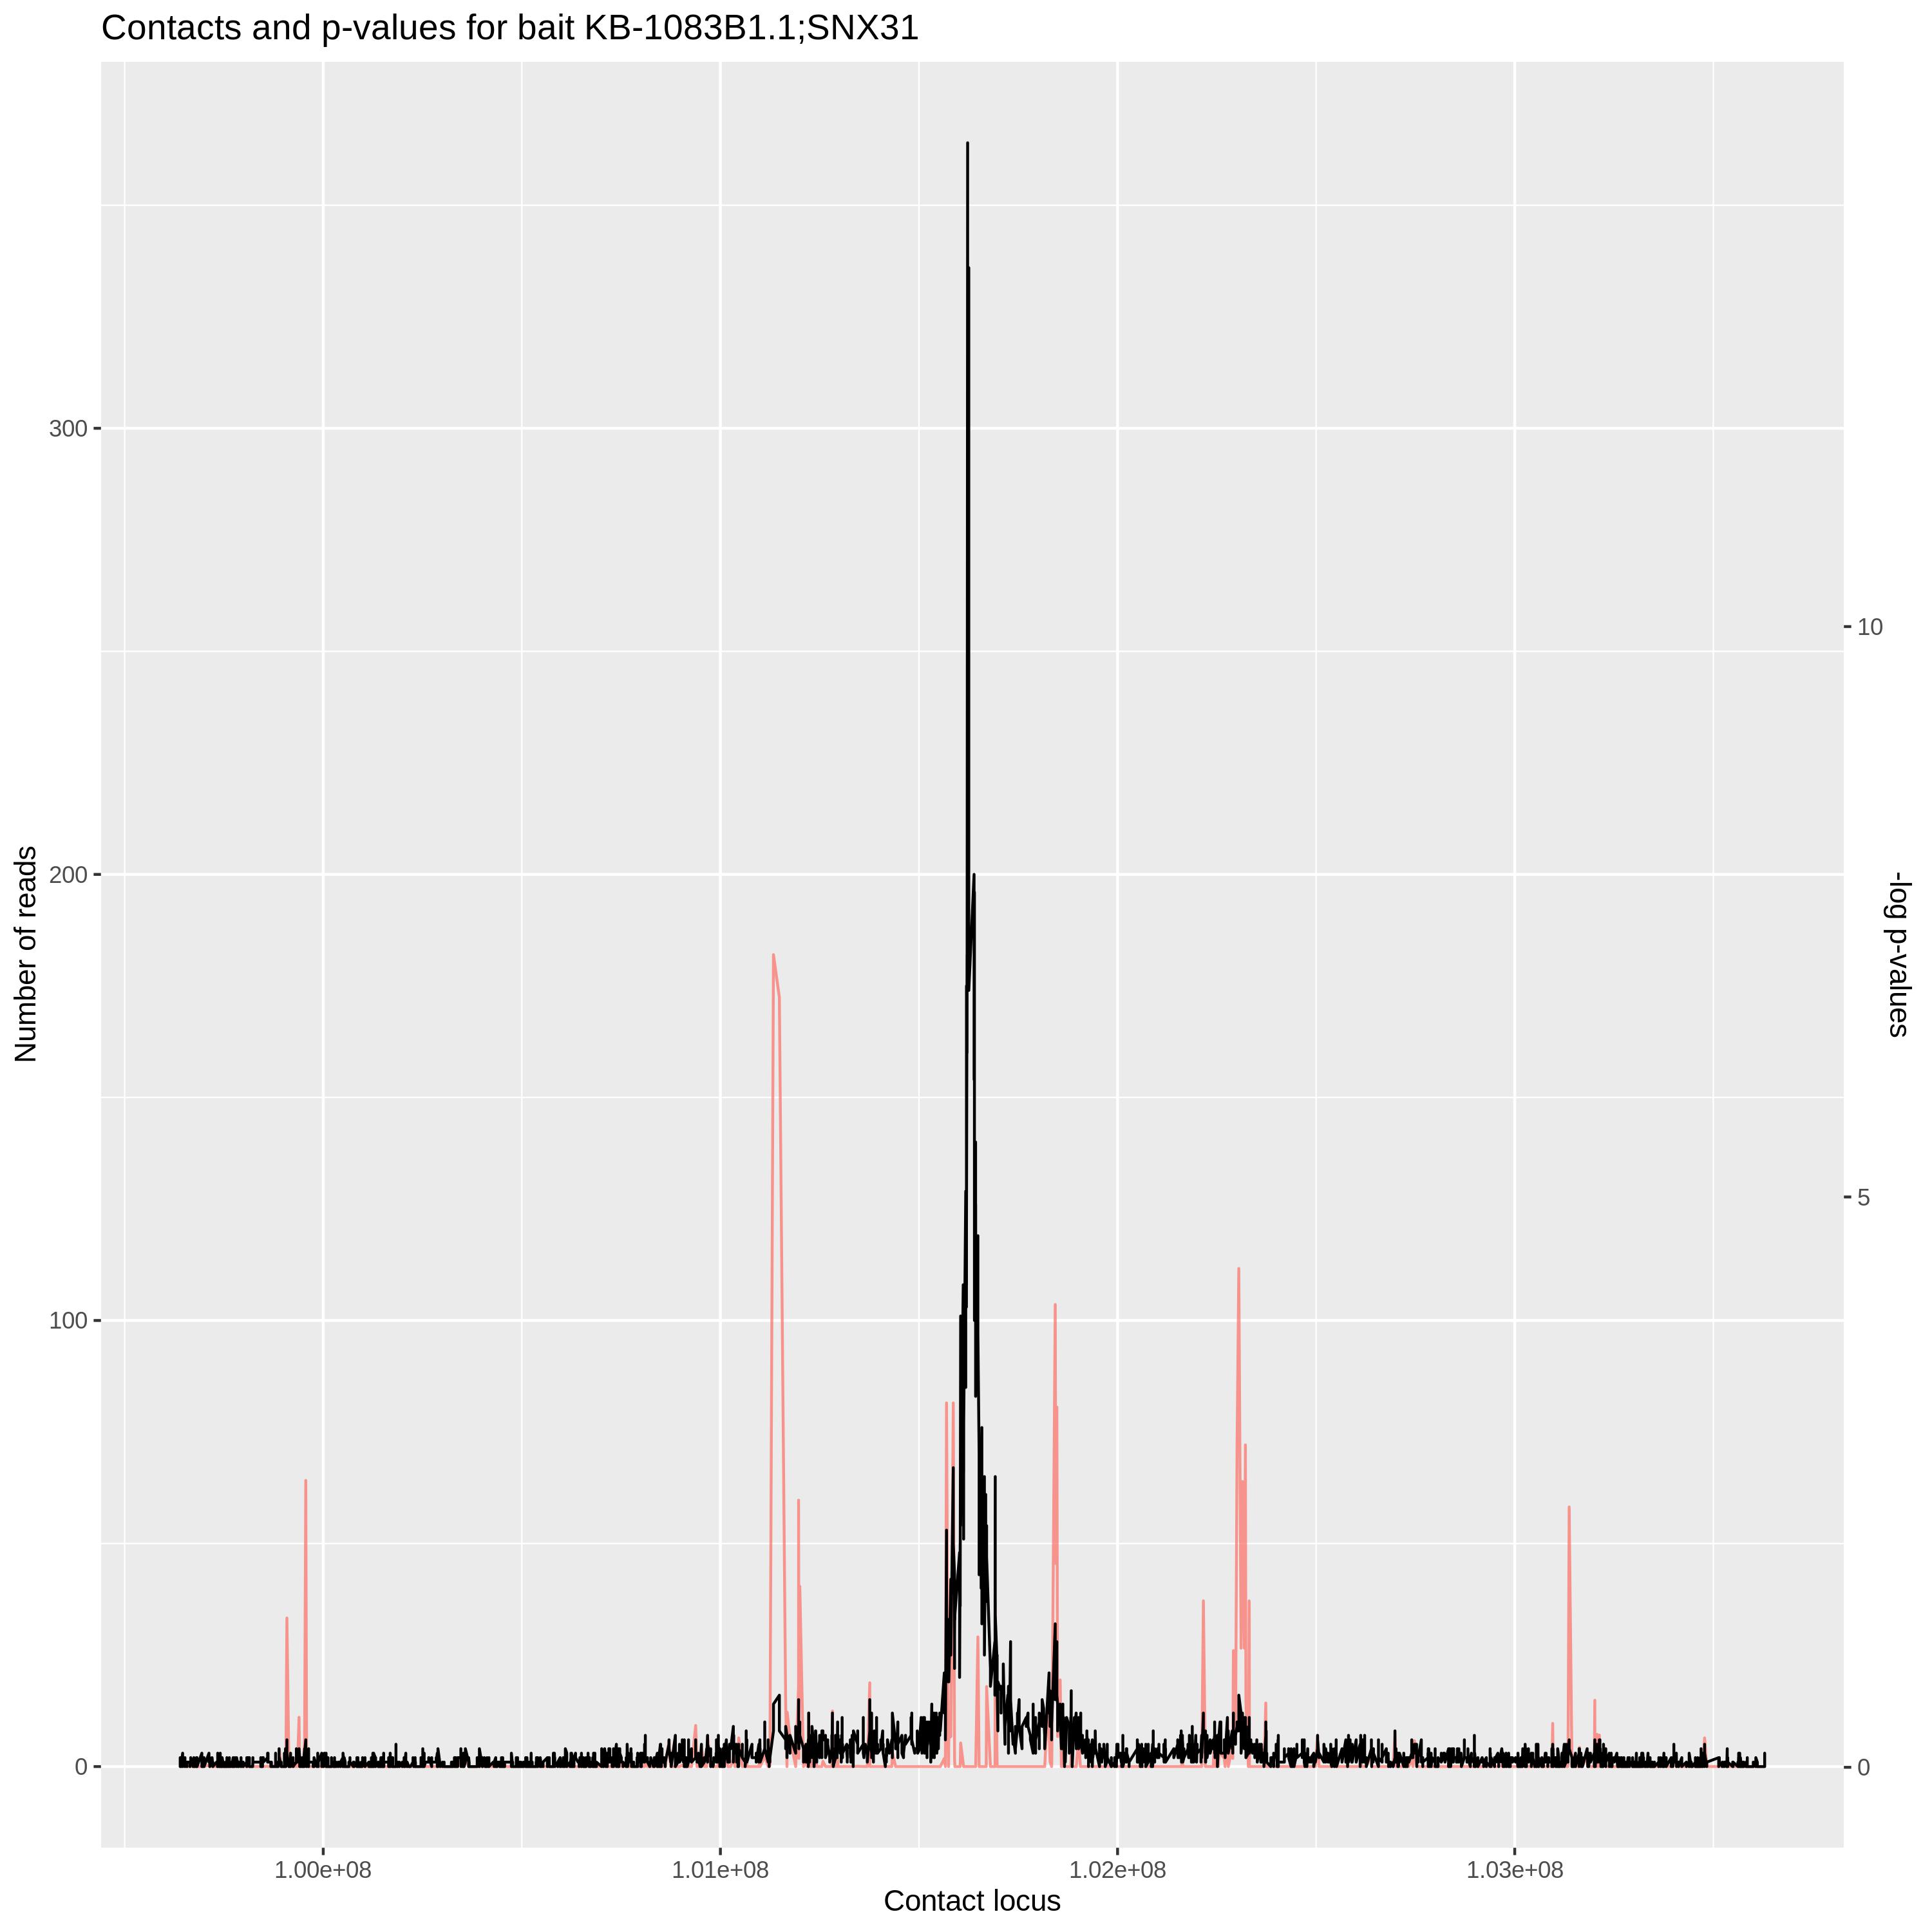 Contacts and p-values for bait KB-1083B1.1;SNX31
Number of reads
300
200
100
0
10
5
0
-log p-values
1.00e+08
1.01e+08
1.02e+08
1.03e+08
Contact locus